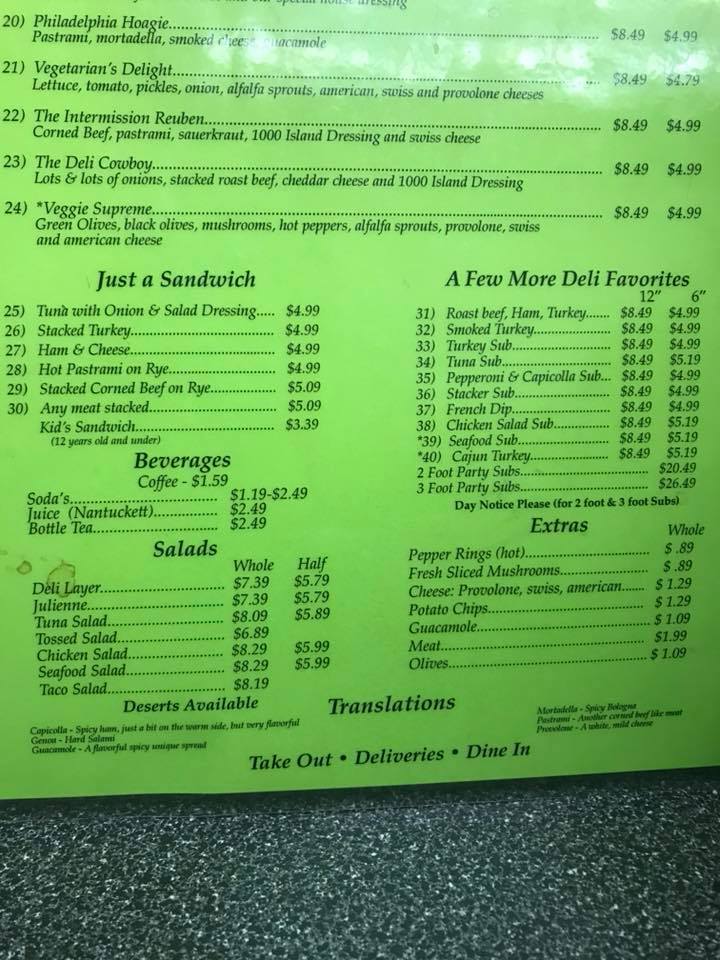 our special house dressing
20) Philadelphia Hoagie $8.49 $4.99
Pastrami, mortadella, smoked cheese, guacamole
21) Vegetarian's Delight $8.49 $4.79
Lettuce, tomato, pickles, onion, alfalfa sprouts, american, swiss and provolone cheeses
22) The Intermission Reuben $8.49 $4.99
Corned Beef, pastrami, sauerkraut, 1000 Island Dressing and swiss cheese
23) The Deli Cowboy $8.49 $4.99
Lots & lots of onions, stacked roast beef, cheddar cheese and 1000 Island Dressing
24) *Veggie Supreme $8.49 $4.99
Green Olives, black olives, mushrooms, hot peppers, alfalfa sprouts, provolone, swiss
and american cheese
Just a Sandwich
25) Tuna with Onion & Salad Dressing..... $4.99
26) Stacked Turkey $4.99
27) Ham & Cheese $4.99
28) Hot Pastrami on Rye $4.99
29) Stacked Corned Beef on Rye $5.09
30) Any meat stacked $5.09
Kid's Sandwich $3.39
(12 years old and under)
Beverages
Coffee - $1.59
Soda's $1.19-$2.49
Juice (Nantuckett) $2.49
Bottle Tea $2.49
Salads
Whole Half
Deli Layer $7.39 $5.79
Julienne $7.39 $5.79
Tuna Salad $8.09 $5.89
Tossed Salad $6.89
Chicken Salad $8.29 $5.99
Seafood Salad $8.29 $5.99
Taco Salad $8.19
Deserts Available
A Few More Deli Favorites
12" 6"
31) Roast beef, Ham, Turkey $8.49 $4.99
32) Smoked Turkey $8.49 $4.99
33) Turkey Sub $8.49 $4.99
34) Tuna Sub $8.49 $5.19
35) Pepperoni & Capicolla Sub... $8.49 $4.99
36) Stacker Sub $8.49 $4.99
37) French Dip $8.49 $4.99
38) Chicken Salad Sub $8.49 $5.19
*39) Seafood Sub $8.49 $5.19
*40) Cajun Turkey $8.49 $5.19
2 Foot Party Subs $20.49
3 Foot Party Subs $26.49
Day Notice Please (for 2 foot & 3 foot Subs)
Extras
Whole
Pepper Rings (hot) $ .89
Fresh Sliced Mushrooms $ .89
Cheese: Provolone, swiss, american $ 1.29
Potato Chips $ 1.29
Guacamole $ 1.09
Meat $1.99
Olives $ 1.09
Translations
Capicolla - Spicy ham, just a bit on the warm side, but very flavorful
Genoa - Hard Salami
Guacamole - A flavorful spicy unique spread
Mortadella - Spicy Bologna
Pastrami - Another corned beef like meat
Provolone - A white, mild cheese
Take Out • Deliveries • Dine In